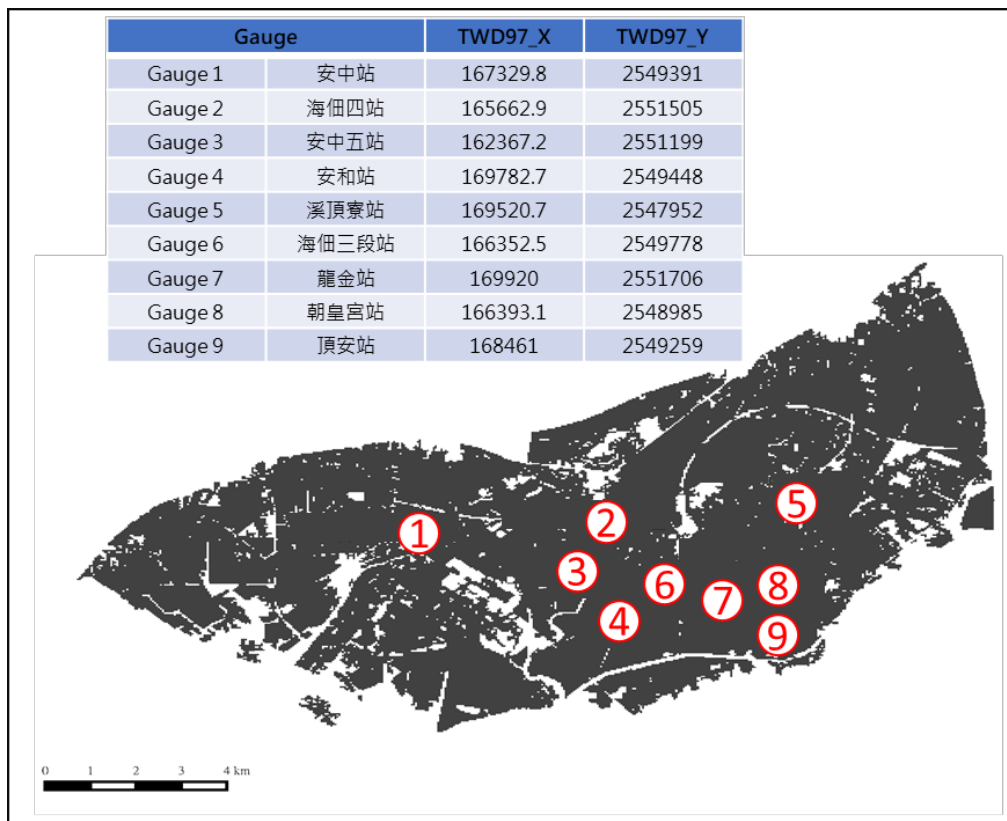 Gauge TWD97_X TWD97_Y
Gauge 1 安中站 167329.8 2549391
Gauge 2 海佃四站 165662.9 2551505
Gauge 3 安中五站 162367.2 2551199
Gauge 4 安和站 169782.7 2549448
Gauge 5 溪頂寮站 169520.7 2547952
Gauge 6 海佃三段站 166352.5 2549778
Gauge 7 龍金站 169920 2551706
Gauge 8 朝皇宮站 166393.1 2548985
Gauge 9 頂安站 168461 2549259
5
2
1
3
6
8
7
4
9
0 1 2 3 4 km